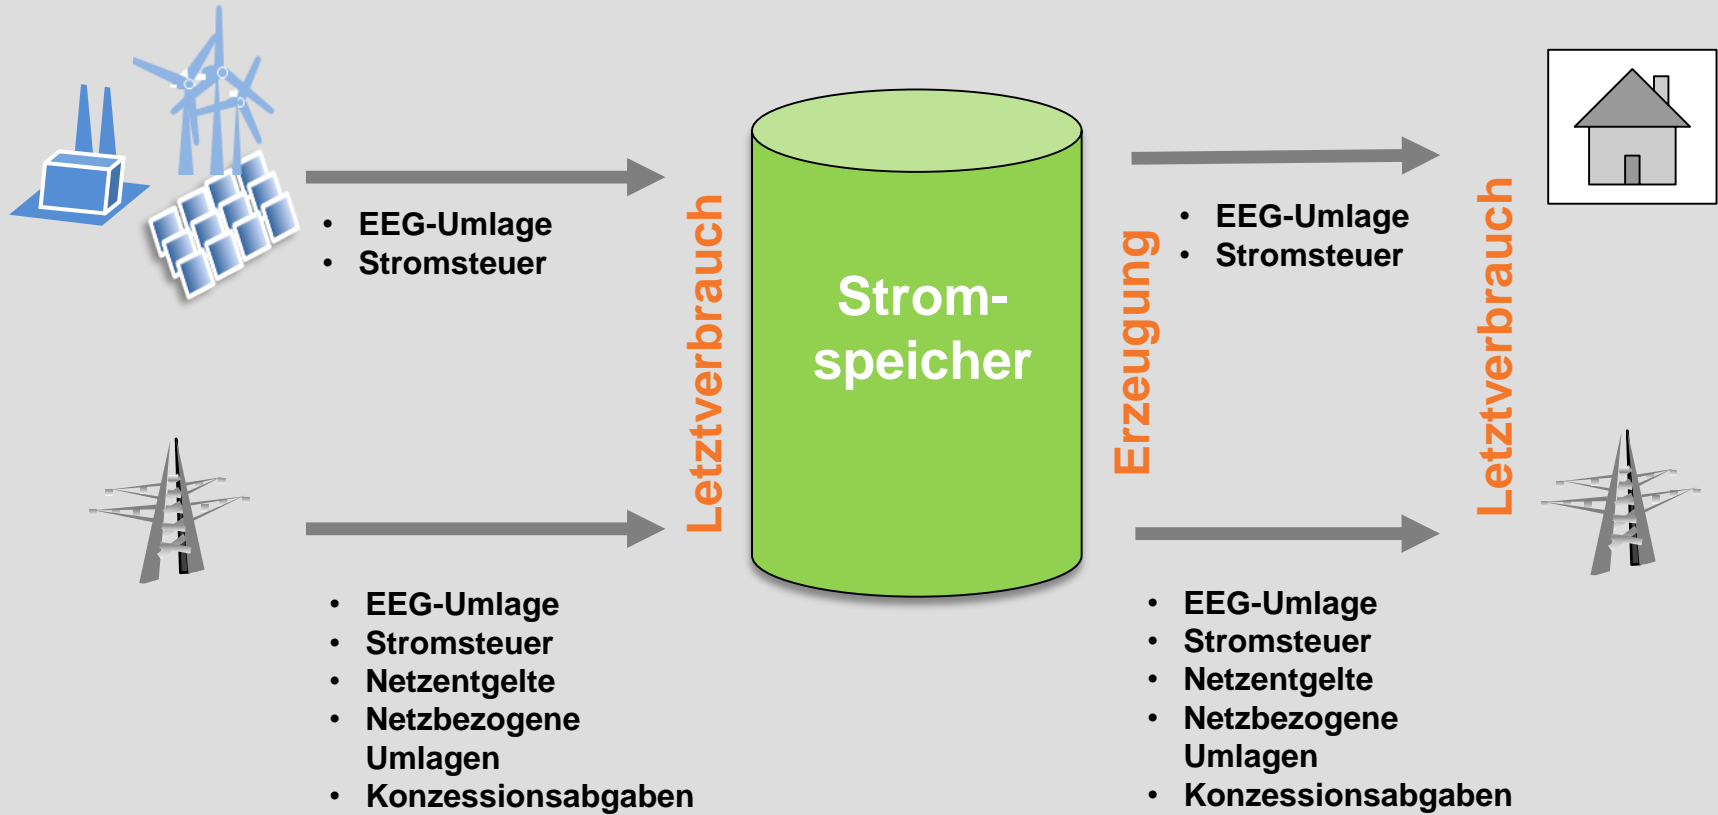 • EEG-Umlage
• Stromsteuer
• EEG-Umlage
• Stromsteuer
• Netzentgelte
• Netzbezogene
Umlagen
• Konzessionsabgaben
Letztverbrauch
Strom-
speicher
Erzeugung
• EEG-Umlage
• Stromsteuer
• EEG-Umlage
• Stromsteuer
• Netzentgelte
• Netzbezogene
Umlagen
• Konzessionsabgaben
Letztverbrauch